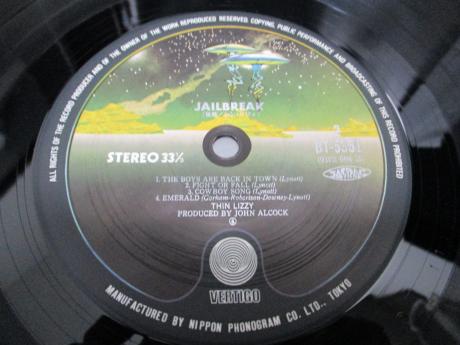 ALL RIGHTS OF THE RECORD PRODUCER AND OF THE OWNER OF THE WORK REPRODUCED RESERVED. COPYING, PUBLIC PERFORMANCE AND BROADCASTING OF THIS RECORD PROHIBITED
JAILBREAK
STEREO 33⅓
2
BT-5551
1. THE BOYS ARE BACK IN TOWN (Lynott)
2. FIGHT OR FALL (Lynott)
3. COWBOY SONG (Lynott)
4. EMERALD (Gorham-Robertson-Downey-Lynott)
THIN LIZZY
PRODUCED BY JOHN ALCOCK
VERTIGO
MANUFACTURED BY NIPPON PHONOGRAM CO. LTD., TOKYO